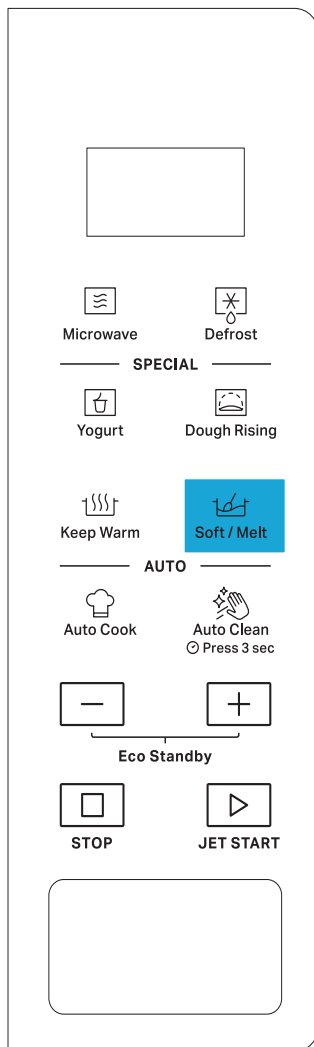 Microwave
Defrost
SPECIAL
Yogurt
Dough Rising
Keep Warm
Soft / Melt
AUTO
Auto Cook
Auto Clean
Press 3 sec
Eco Standby
STOP
JET START